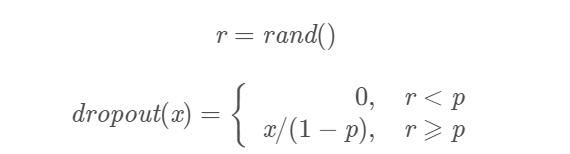 r = rand()
dropout(x) = { 0, r < p
x/(1 − p), r ⩾ p